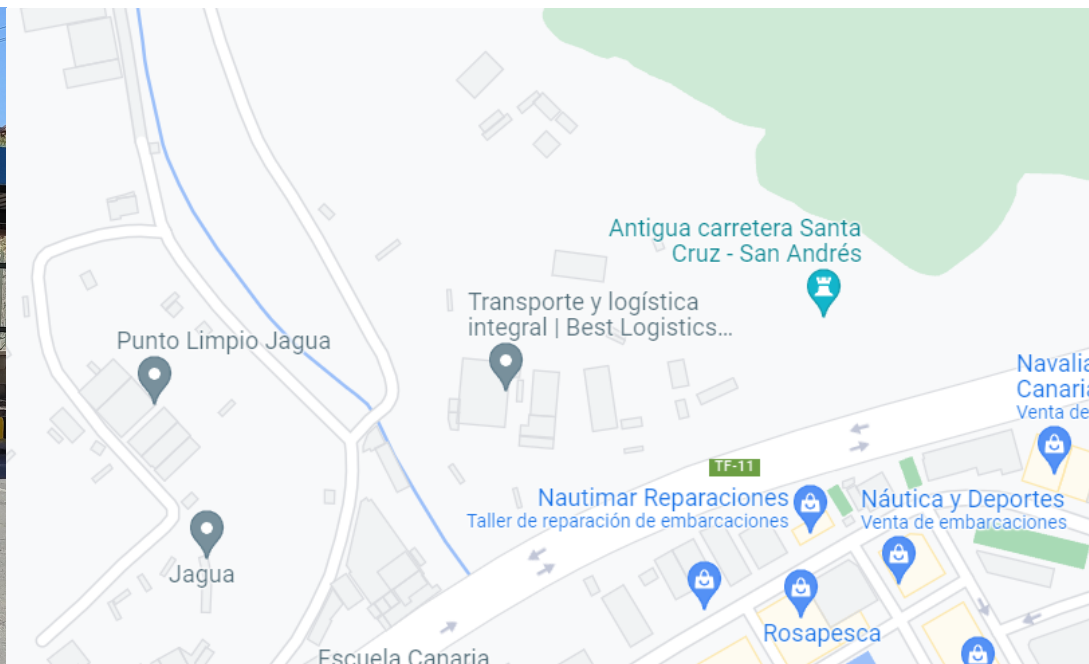 Antigua carretera Santa
Cruz - San Andrés
Transporte y logística
integral | Best Logistics...
Punto Limpio Jagua
Navalia
Canaria
Venta de
TF-11
Nautimar Reparaciones
Taller de reparación de embarcaciones
Náutica y Deportes
Venta de embarcaciones
Jagua
Rosapesca
Escuela Canaria